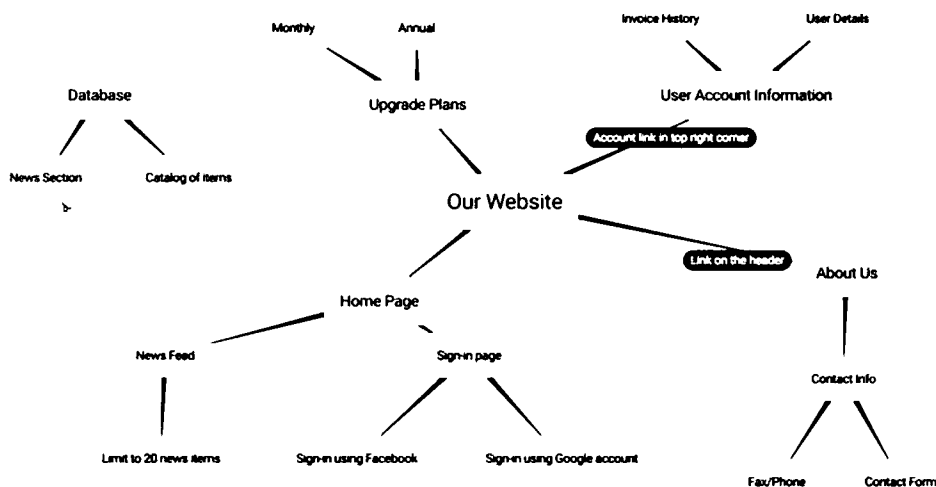 Invoice History
User Details
Monthly
Annual
Database
Upgrade Plans
User Account Information
Account link in top right corner
News Section
Catalog of items
Our Website
Link on the header
About Us
Home Page
News Feed
Sign-in page
Contact Info
Limit to 20 news items
Sign-in using Facebook
Sign-in using Google account
Fax/Phone
Contact Form